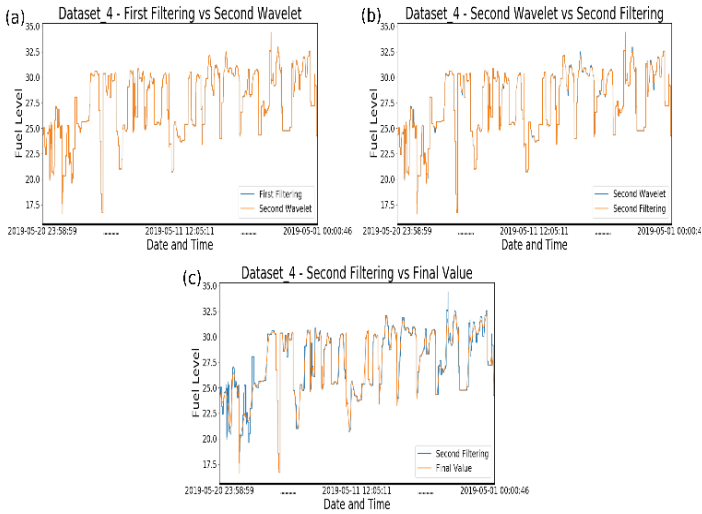 (a)
Dataset_4 - First Filtering vs Second Wavelet
35.0
32.5
30.0
27.5
25.0
22.5
20.0
17.5
Fuel Level
First Filtering
Second Wavelet
2019-05-20 23:58:59 ...... 2019-05-11 12:05:11 ...... 2019-05-01 00:00:46
Date and Time
(b)
Dataset_4 - Second Wavelet vs Second Filtering
35.0
32.5
30.0
27.5
25.0
22.5
20.0
17.5
Fuel Level
Second Wavelet
Second Filtering
2019-05-20 23:58:59 ...... 2019-05-11 12:05:11 ...... 2019-05-01 00:00:4
Date and Time
(c)
Dataset_4 - Second Filtering vs Final Value
35.0
32.5
30.0
27.5
25.0
22.5
20.0
17.5
Fuel Level
Second Filtering
Final Value
2019-05-20 23:58:59 ...... 2019-05-11 12:05:11 ...... 2019-05-01 00:00:46
Date and Time